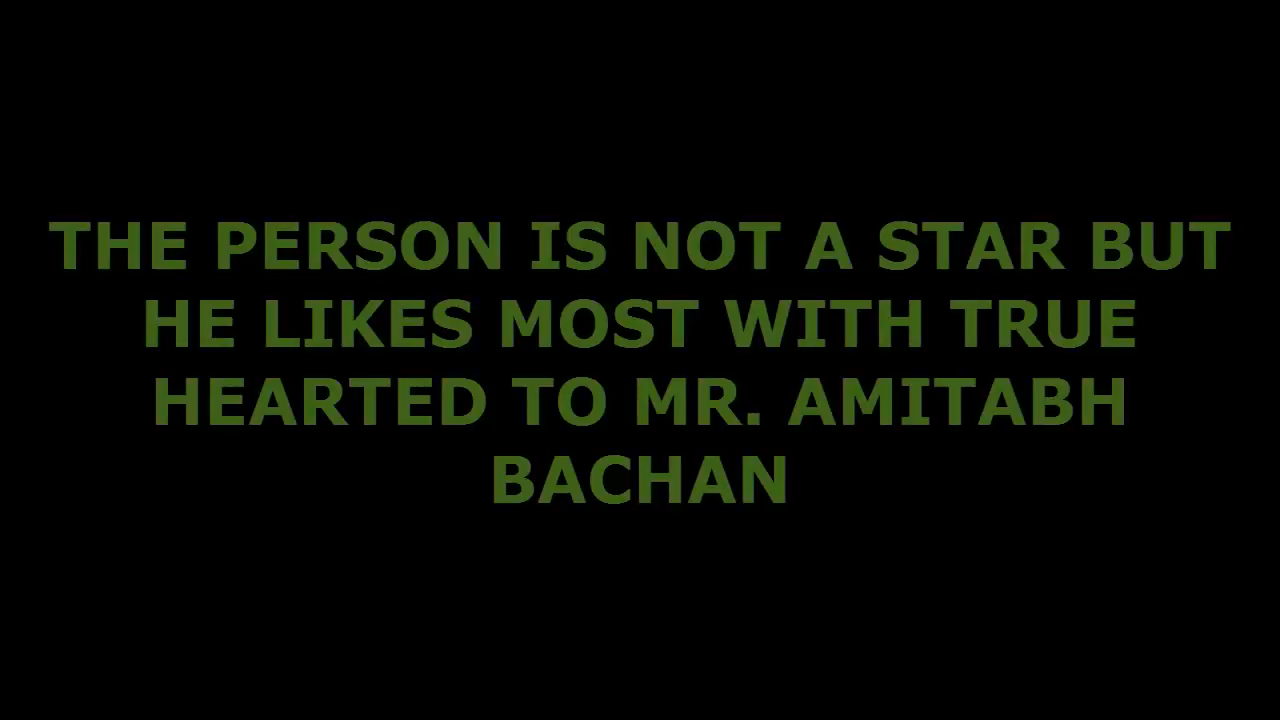 THE PERSON IS NOT A STAR BUT
HE LIKES MOST WITH TRUE
HEARTED TO MR. AMITABH
BACHAN